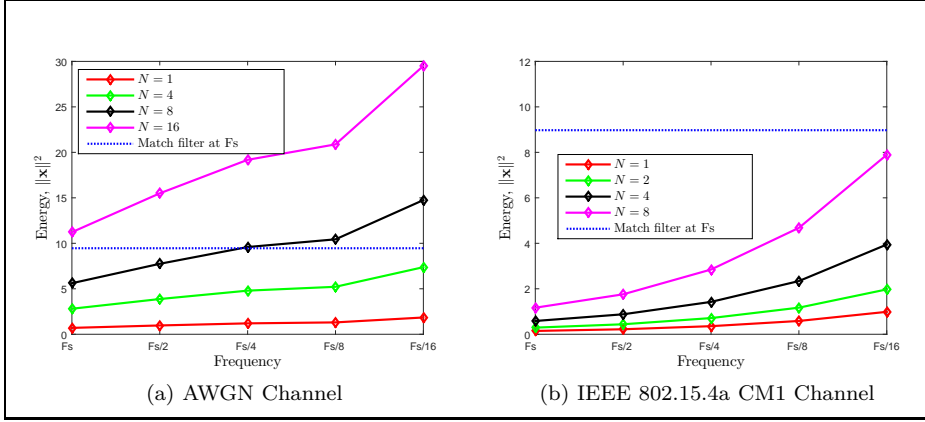 30
25
20
15
10
5
0
Energy, ||x||²
N = 1
N = 4
N = 8
N = 16
Match filter at Fs
Fs Fs/2 Fs/4 Fs/8 Fs/16
Frequency
(a) AWGN Channel
12
10
8
6
4
2
0
Energy, ||x||²
N = 1
N = 2
N = 4
N = 8
Match filter at Fs
Fs Fs/2 Fs/4 Fs/8 Fs/16
Frequency
(b) IEEE 802.15.4a CM1 Channel